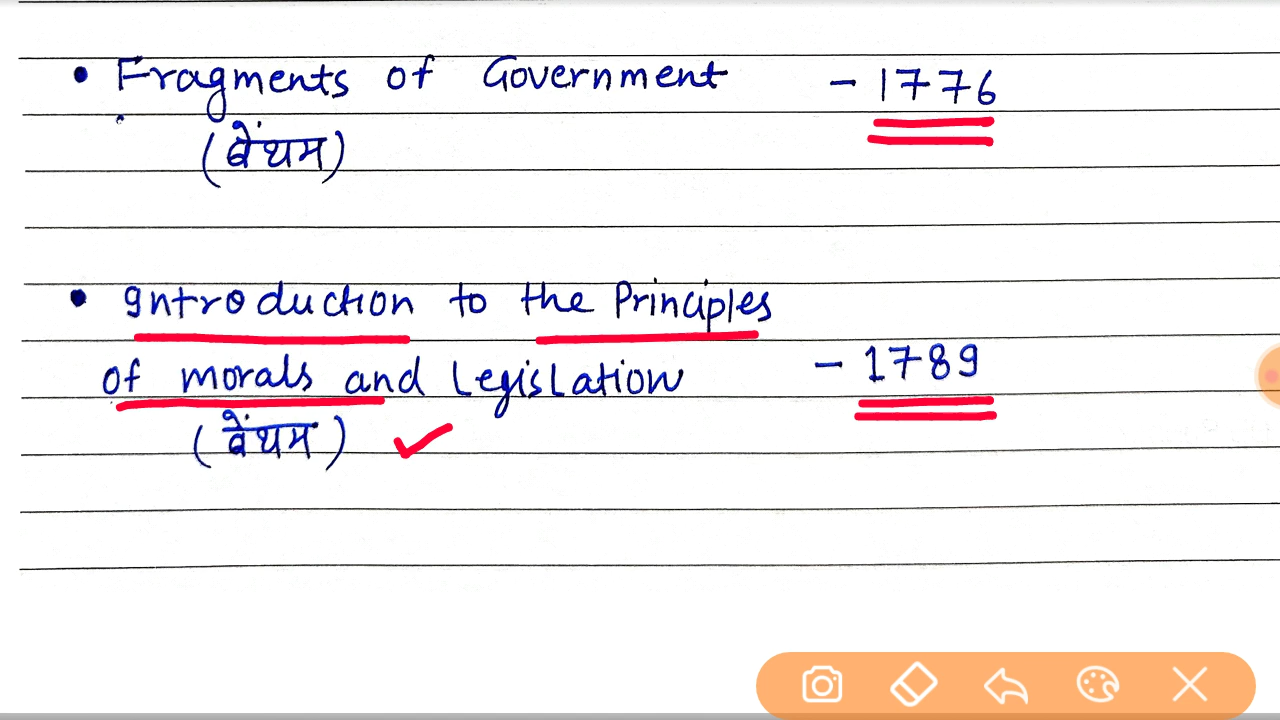 • Fragments of Government - 1776
(बेंथम)
• Introduction to the Principles
of morals and Legislation - 1789
(बेंथम)